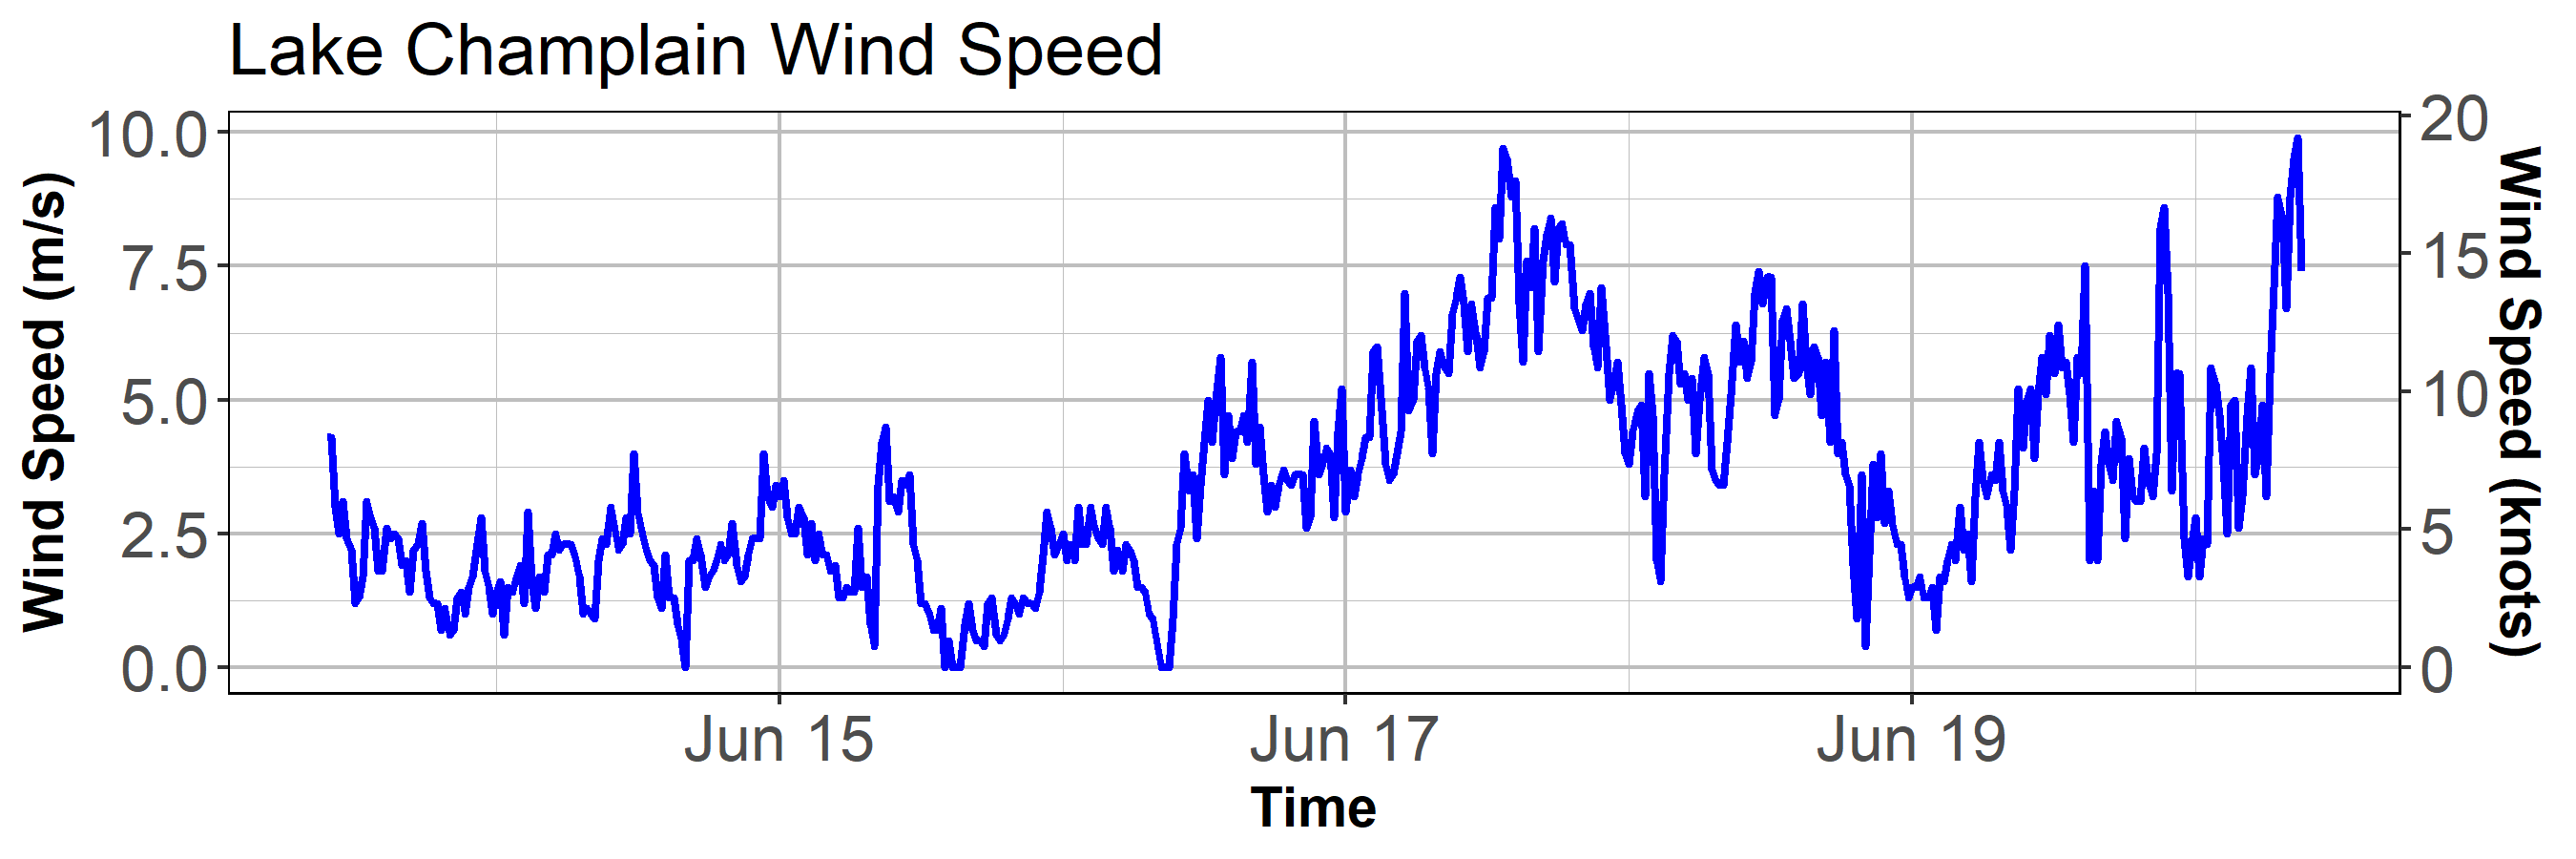 Lake Champlain Wind Speed
10.0
7.5
5.0
2.5
0.0
Wind Speed (m/s)
20
15
10
5
0
Wind Speed (knots)
Jun 15
Jun 17
Jun 19
Time